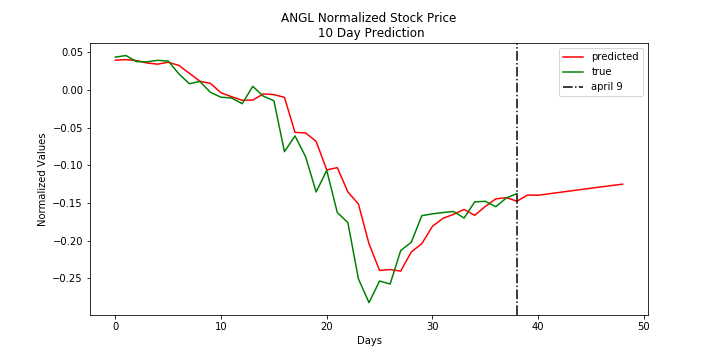 ANGL Normalized Stock Price
10 Day Prediction
predicted
true
april 9
0.05
0.00
−0.05
−0.10
−0.15
−0.20
−0.25
Normalized Values
0 10 20 30 40 50
Days